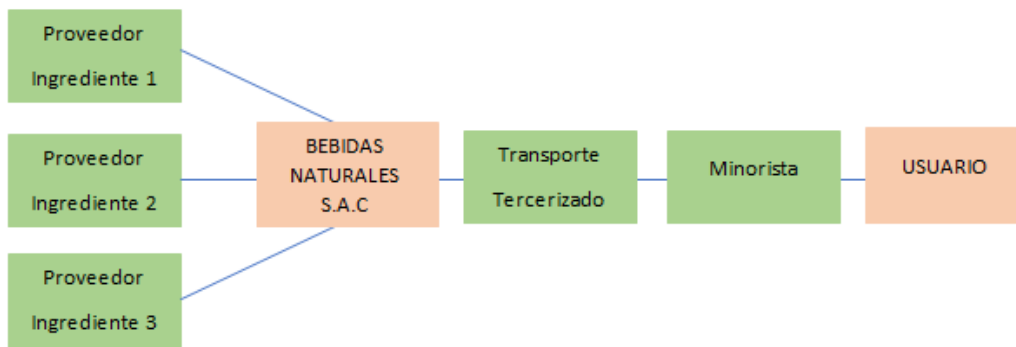 Proveedor
Ingrediente 1
Proveedor
Ingrediente 2
Proveedor
Ingrediente 3
BEBIDAS
NATURALES
S.A.C
Transporte
Tercerizado
Minorista
USUARIO